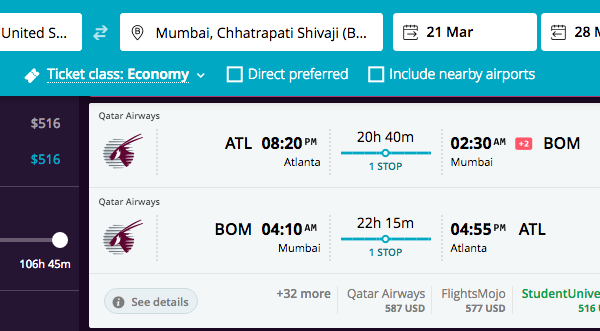 United S...
Mumbai, Chhatrapati Shivaji (B...
21 Mar
28 M
Ticket class: Economy
Direct preferred
Include nearby airports
$516
$516
106h 45m
Qatar Airways
ATL 08:20 PM
Atlanta
20h 40m
1 STOP
02:30 AM +2 BOM
Mumbai
Qatar Airways
BOM 04:10 AM
Mumbai
22h 15m
1 STOP
04:55 PM ATL
Atlanta
See details
+32 more
Qatar Airways
587 USD
FlightsMojo
577 USD
StudentUnive
516 U